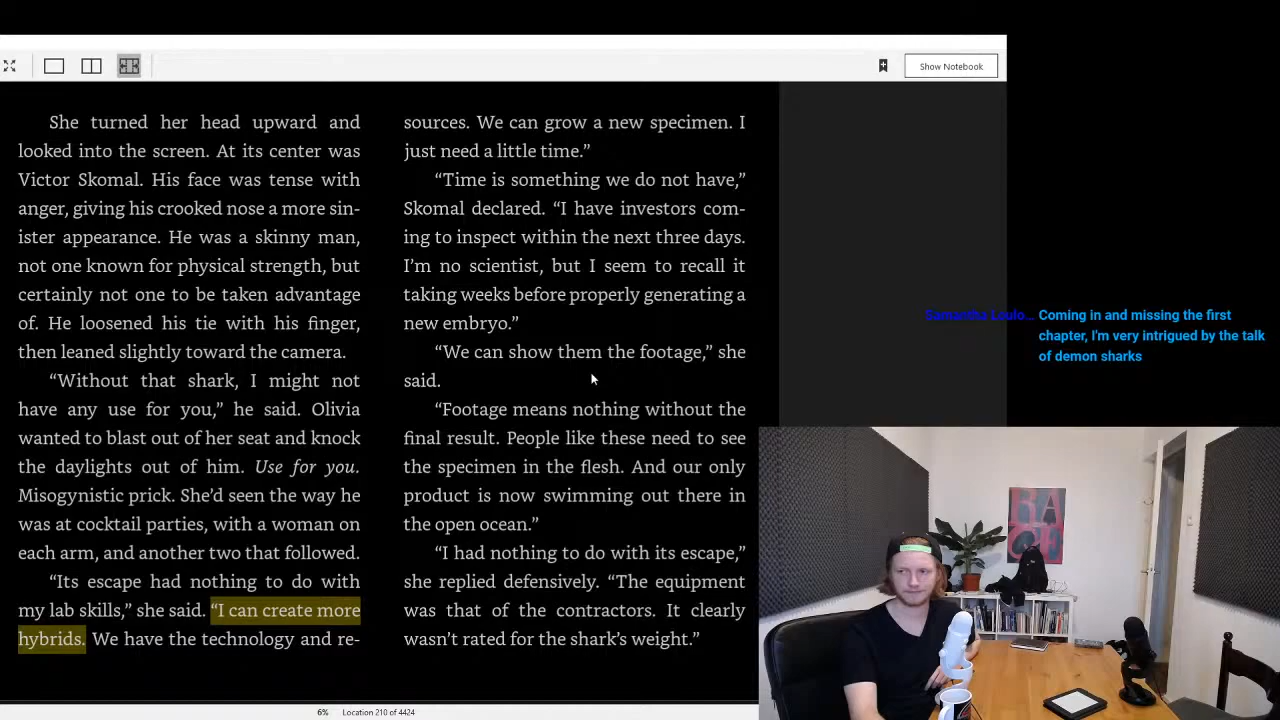 Show Notebook
She turned her head upward and
looked into the screen. At its center was
Victor Skomal. His face was tense with
anger, giving his crooked nose a more sin-
ister appearance. He was a skinny man,
not one known for physical strength, but
certainly not one to be taken advantage
of. He loosened his tie with his finger,
then leaned slightly toward the camera.
“Without that shark, I might not
have any use for you,” he said. Olivia
wanted to blast out of her seat and knock
the daylights out of him. Use for you.
Misogynistic prick. She’d seen the way he
was at cocktail parties, with a woman on
each arm, and another two that followed.
“Its escape had nothing to do with
my lab skills,” she said. “I can create more
hybrids. We have the technology and re-
sources. We can grow a new specimen. I
just need a little time.”
“Time is something we do not have,”
Skomal declared. “I have investors com-
ing to inspect within the next three days.
I’m no scientist, but I seem to recall it
taking weeks before properly generating a
new embryo.”
“We can show them the footage,” she
said.
“Footage means nothing without the
final result. People like these need to see
the specimen in the flesh. And our only
product is now swimming out there in
the open ocean.”
“I had nothing to do with its escape,”
she replied defensively. “The equipment
was that of the contractors. It clearly
wasn’t rated for the shark’s weight.”
6% Location 210 of 4424
Samantha Loulo... Coming in and missing the first
chapter, I'm very intrigued by the talk
of demon sharks